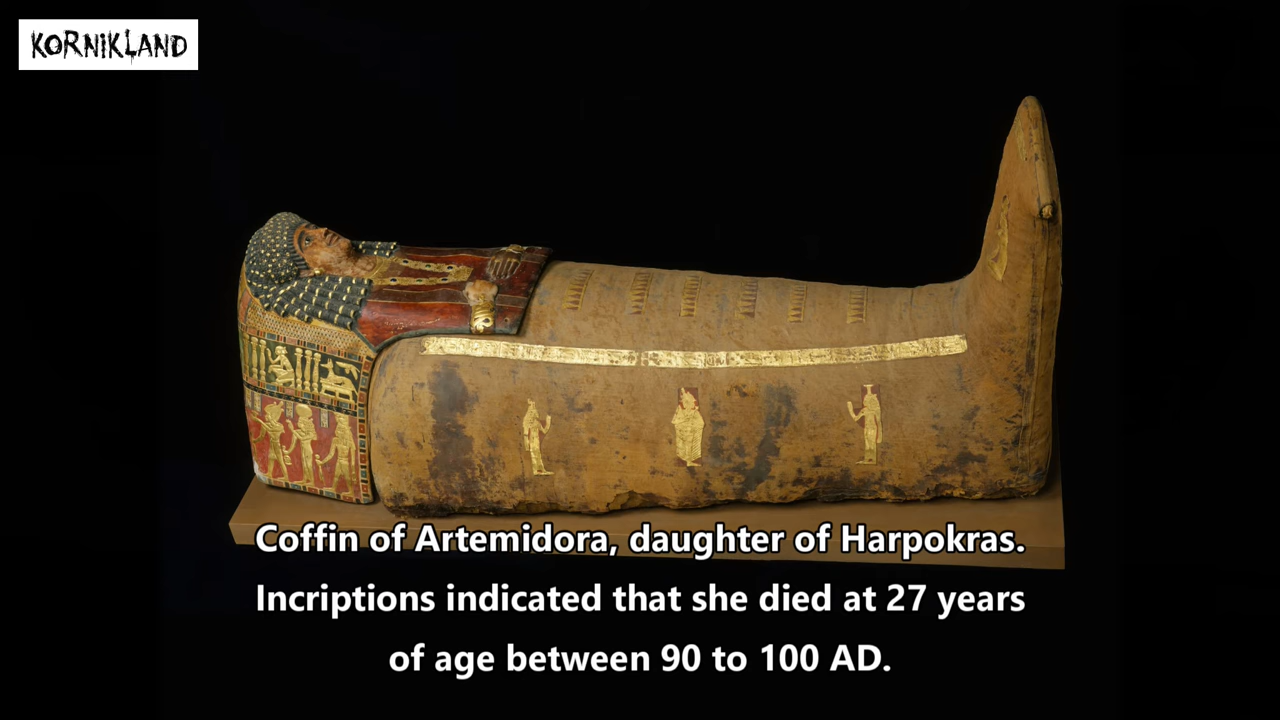 KORNIKLAND
Coffin of Artemidora, daughter of Harpokras.
Incriptions indicated that she died at 27 years
of age between 90 to 100 AD.